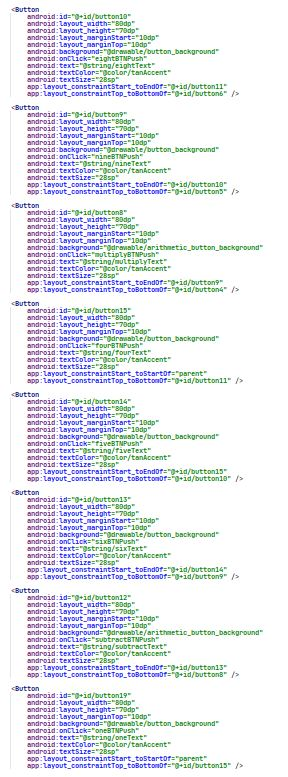 <Button
android:id="@+id/button10"
android:layout_width="80dp"
android:layout_height="70dp"
android:layout_marginStart="10dp"
android:layout_marginTop="10dp"
android:background="@drawable/button_background"
android:onClick="eightBTNPush"
android:text="@string/eightText"
android:textColor="@color/tanAccent"
android:textSize="28sp"
app:layout_constraintStart_toEndOf="@+id/button11"
app:layout_constraintTop_toBottomOf="@+id/button6" />
<Button
android:id="@+id/button9"
android:layout_width="80dp"
android:layout_height="70dp"
android:layout_marginStart="10dp"
android:layout_marginTop="10dp"
android:background="@drawable/button_background"
android:onClick="nineBTNPush"
android:text="@string/nineText"
android:textColor="@color/tanAccent"
android:textSize="28sp"
app:layout_constraintStart_toEndOf="@+id/button10"
app:layout_constraintTop_toBottomOf="@+id/button5" />
<Button
android:id="@+id/button8"
android:layout_width="80dp"
android:layout_height="70dp"
android:layout_marginStart="10dp"
android:layout_marginTop="10dp"
android:background="@drawable/arithmetic_button_background"
android:onClick="multiplyBTNPush"
android:text="@string/multiplyText"
android:textColor="@color/tanAccent"
android:textSize="28sp"
app:layout_constraintStart_toEndOf="@+id/button9"
app:layout_constraintTop_toBottomOf="@+id/button4" />
<Button
android:id="@+id/button15"
android:layout_width="80dp"
android:layout_height="70dp"
android:layout_marginTop="10dp"
android:background="@drawable/button_background"
android:onClick="fourBTNPush"
android:text="@string/fourText"
android:textColor="@color/tanAccent"
android:textSize="28sp"
app:layout_constraintStart_toStartOf="parent"
app:layout_constraintTop_toBottomOf="@+id/button11" />
<Button
android:id="@+id/button14"
android:layout_width="80dp"
android:layout_height="70dp"
android:layout_marginStart="10dp"
android:layout_marginTop="10dp"
android:background="@drawable/button_background"
android:onClick="fiveBTNPush"
android:text="@string/fiveText"
android:textColor="@color/tanAccent"
android:textSize="28sp"
app:layout_constraintStart_toEndOf="@+id/button15"
app:layout_constraintTop_toBottomOf="@+id/button10" />
<Button
android:id="@+id/button13"
android:layout_width="80dp"
android:layout_height="70dp"
android:layout_marginStart="10dp"
android:layout_marginTop="10dp"
android:background="@drawable/button_background"
android:onClick="sixBTNPush"
android:text="@string/sixText"
android:textColor="@color/tanAccent"
android:textSize="28sp"
app:layout_constraintStart_toEndOf="@+id/button14"
app:layout_constraintTop_toBottomOf="@+id/button9" />
<Button
android:id="@+id/button12"
android:layout_width="80dp"
android:layout_height="70dp"
android:layout_marginStart="10dp"
android:layout_marginTop="10dp"
android:background="@drawable/arithmetic_button_background"
android:onClick="subtractBTNPush"
android:text="@string/subtractText"
android:textColor="@color/tanAccent"
android:textSize="28sp"
app:layout_constraintStart_toEndOf="@+id/button13"
app:layout_constraintTop_toBottomOf="@+id/button8" />
<Button
android:id="@+id/button19"
android:layout_width="80dp"
android:layout_height="70dp"
android:layout_marginTop="10dp"
android:background="@drawable/button_background"
android:onClick="oneBTNPush"
android:text="@string/oneText"
android:textColor="@color/tanAccent"
android:textSize="28sp"
app:layout_constraintStart_toStartOf="parent"
app:layout_constraintTop_toBottomOf="@+id/button15" />